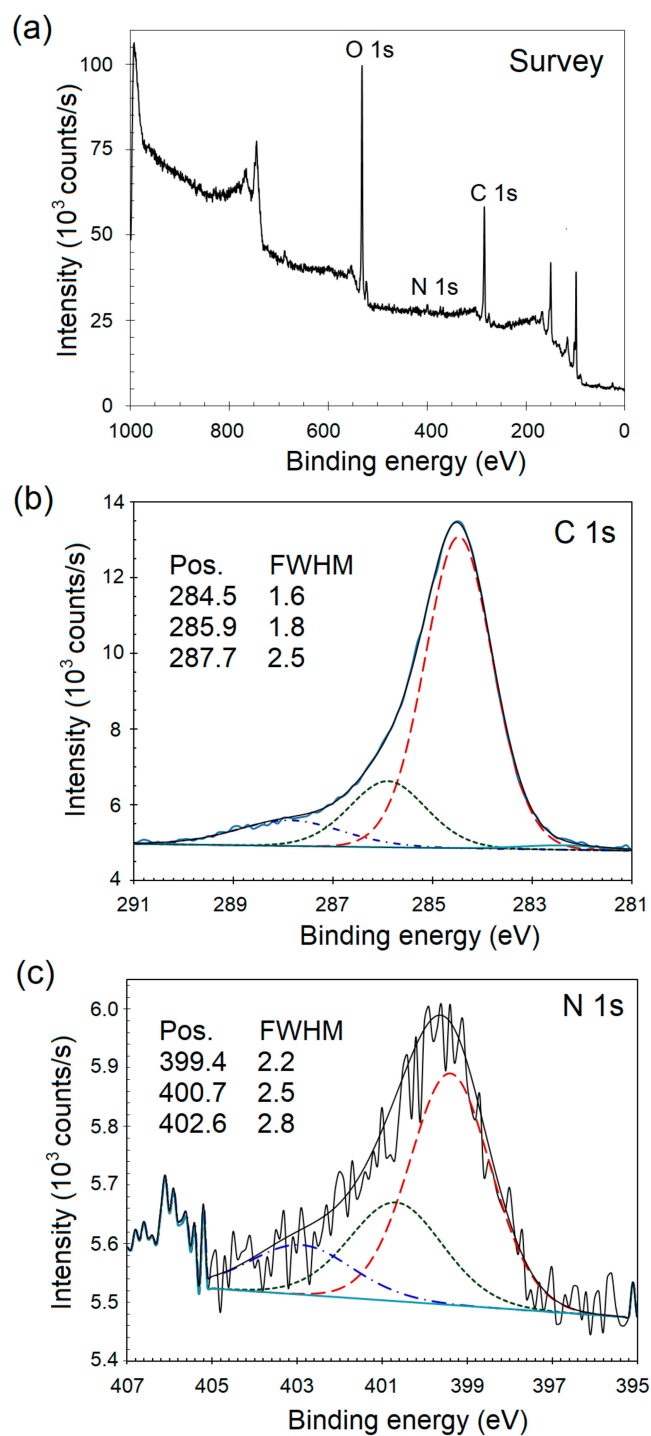 (a)
Survey
O 1s
C 1s
N 1s
100
75
50
25
0
Intensity (10³ counts/s)
1000 800 600 400 200 0
Binding energy (eV)
(b)
C 1s
Pos. FWHM
284.5 1.6
285.9 1.8
287.7 2.5
14
12
10
8
6
4
Intensity (10³ counts/s)
291 289 287 285 283 281
Binding energy (eV)
(c)
N 1s
Pos. FWHM
399.4 2.2
400.7 2.5
402.6 2.8
6.0
5.9
5.8
5.7
5.6
5.5
5.4
Intensity (10³ counts/s)
407 405 403 401 399 397 395
Binding energy (eV)